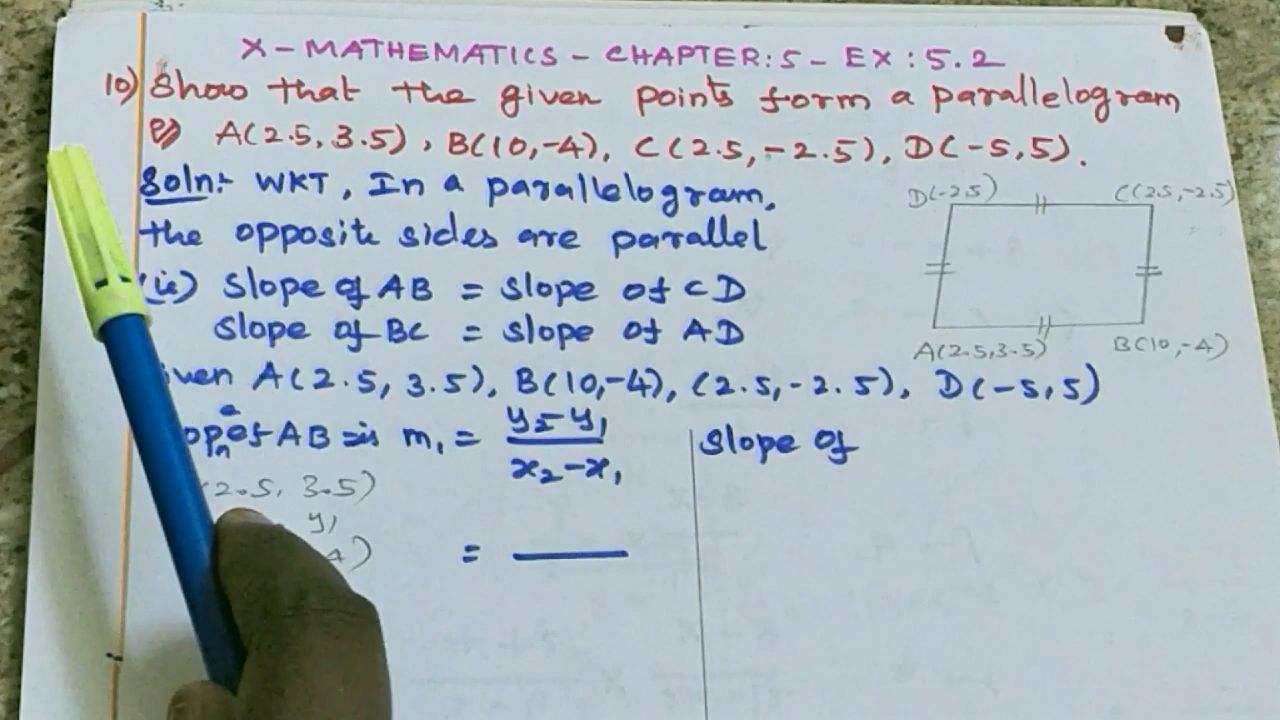 X - MATHEMATICS - CHAPTER: 5 - EX: 5.2
10) Show that the given points form a parallelogram
A(2.5, 3.5), B(10,-4), C(2.5,-2.5), D(-5,5).
Soln:- WKT, In a parallelogram,
the opposite sides are parallel
(ie) Slope of AB = Slope of CD
Slope of BC = Slope of AD
D(-2.5)
C(2.5,-2.5)
A(2.5,3.5)
B(10,-4)
A(2.5, 3.5), B(10,-4), (2.5,-2.5), D(-5,5)
AB is m₁ = y₂-y₁ / x₂-x₁
Slope of
(2.5, 3.5)
y₁
=